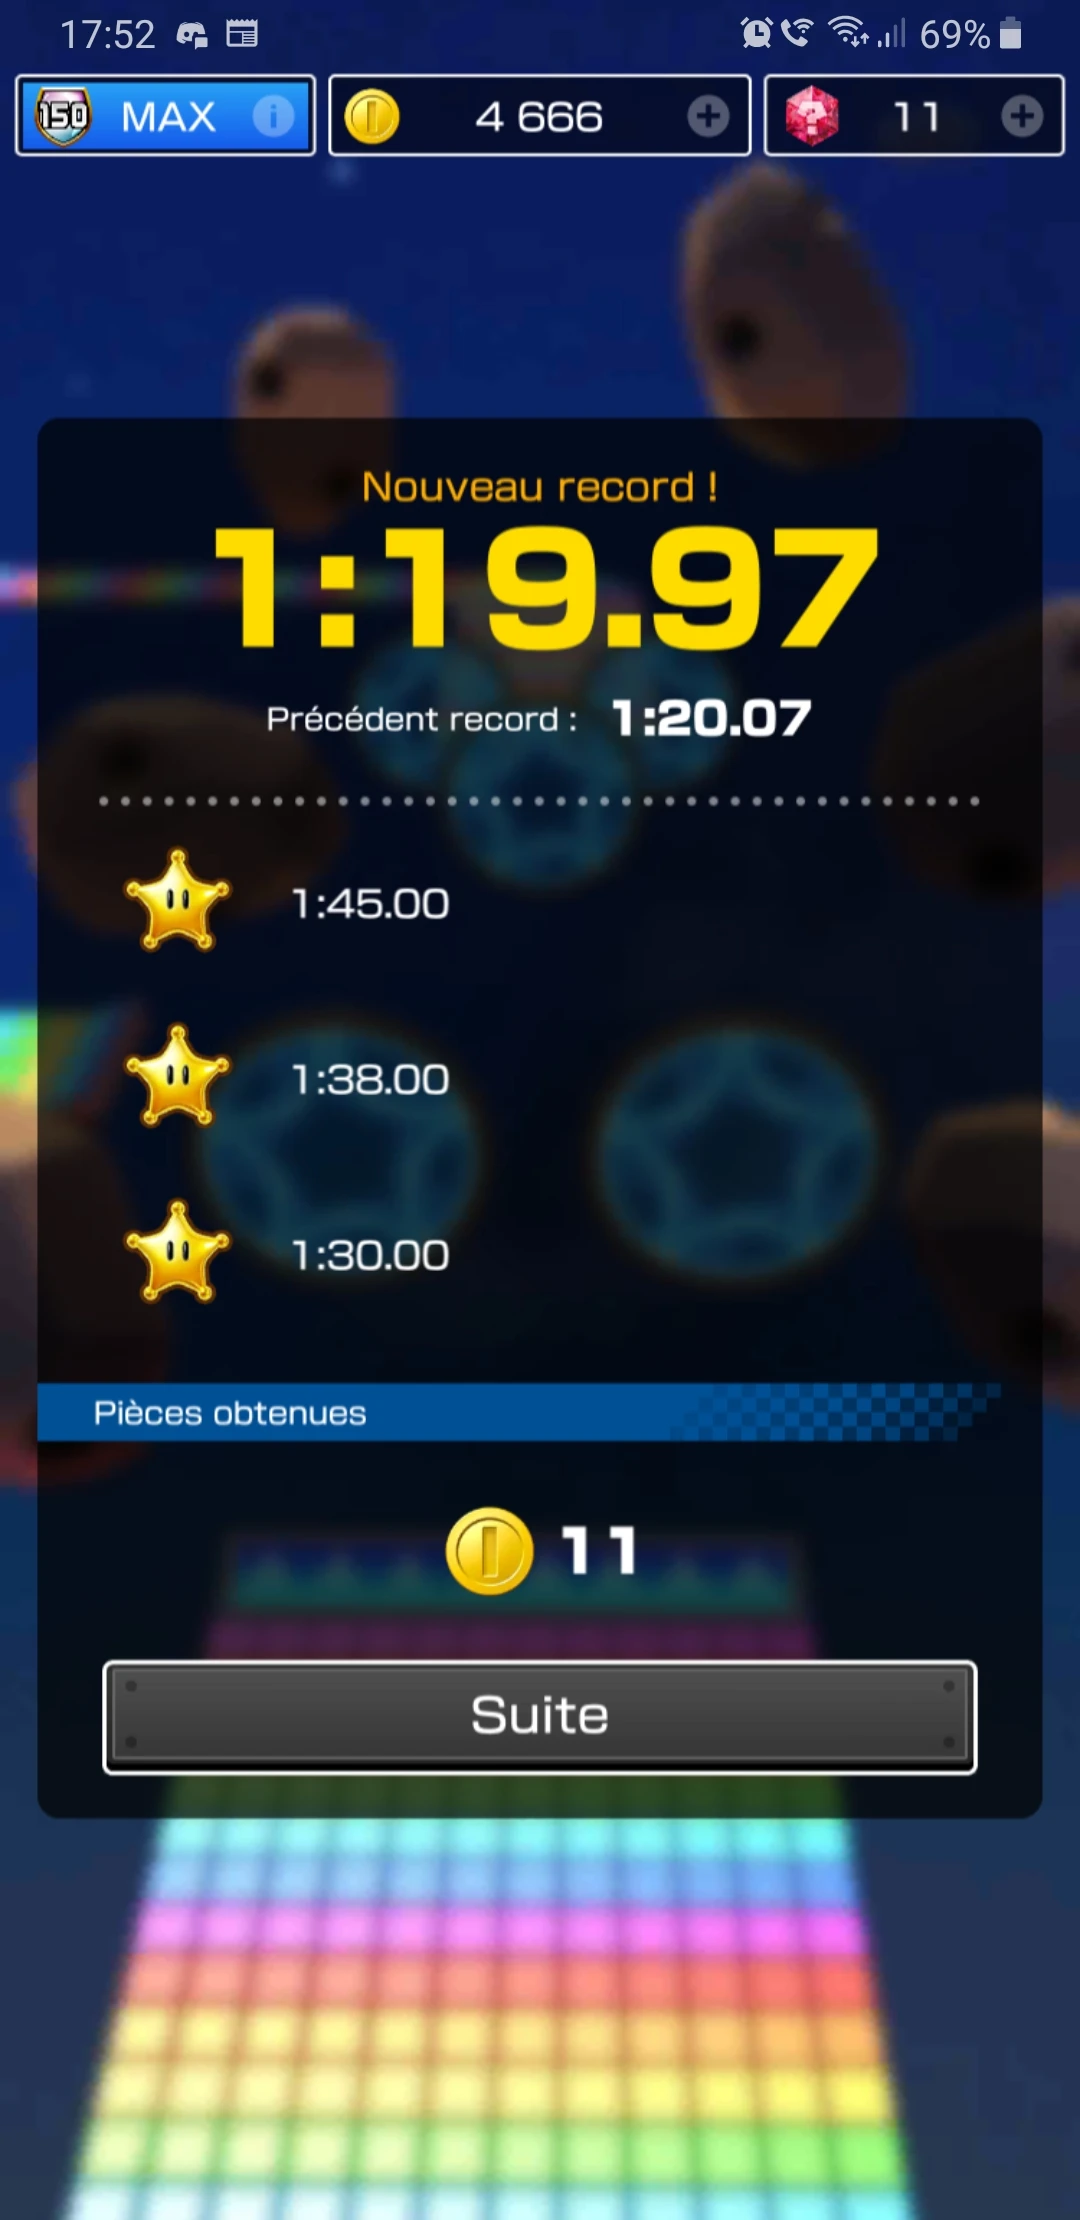 17:52 69%
150 MAX i 4 666 + ? 11 +
Nouveau record !
1:19.97
Précédent record : 1:20.07
1:45.00
1:38.00
1:30.00
Pièces obtenues
11
Suite